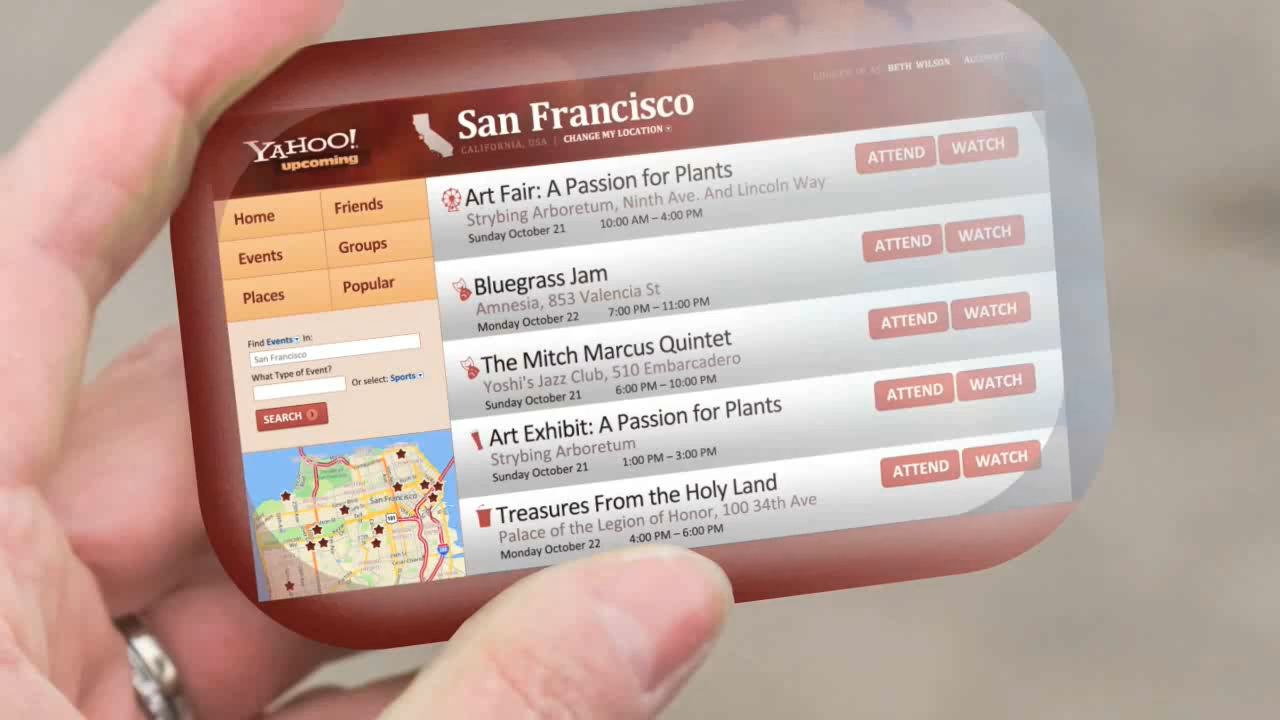 LOGGED IN AS BETH WILSON ACCOUNT
YAHOO!
upcoming
San Francisco
CALIFORNIA, USA | CHANGE MY LOCATION
Home Friends
Events Groups
Places Popular
Find Events in:
San Francisco
What Type of Event?
Or select: Sports
SEARCH
San Francisco
101
Art Fair: A Passion for Plants
Strybing Arboretum, Ninth Ave. And Lincoln Way
Sunday October 21 10:00 AM – 4:00 PM
ATTEND WATCH
Bluegrass Jam
Amnesia, 853 Valencia St
Monday October 22 7:00 PM – 11:00 PM
ATTEND WATCH
The Mitch Marcus Quintet
Yoshi's Jazz Club, 510 Embarcadero
Sunday October 21 6:00 PM – 10:00 PM
ATTEND WATCH
Art Exhibit: A Passion for Plants
Strybing Arboretum
Sunday October 21 1:00 PM – 3:00 PM
ATTEND WATCH
Treasures From the Holy Land
Palace of the Legion of Honor, 100 34th Ave
Monday October 22 4:00 PM – 6:00 PM
ATTEND WATCH